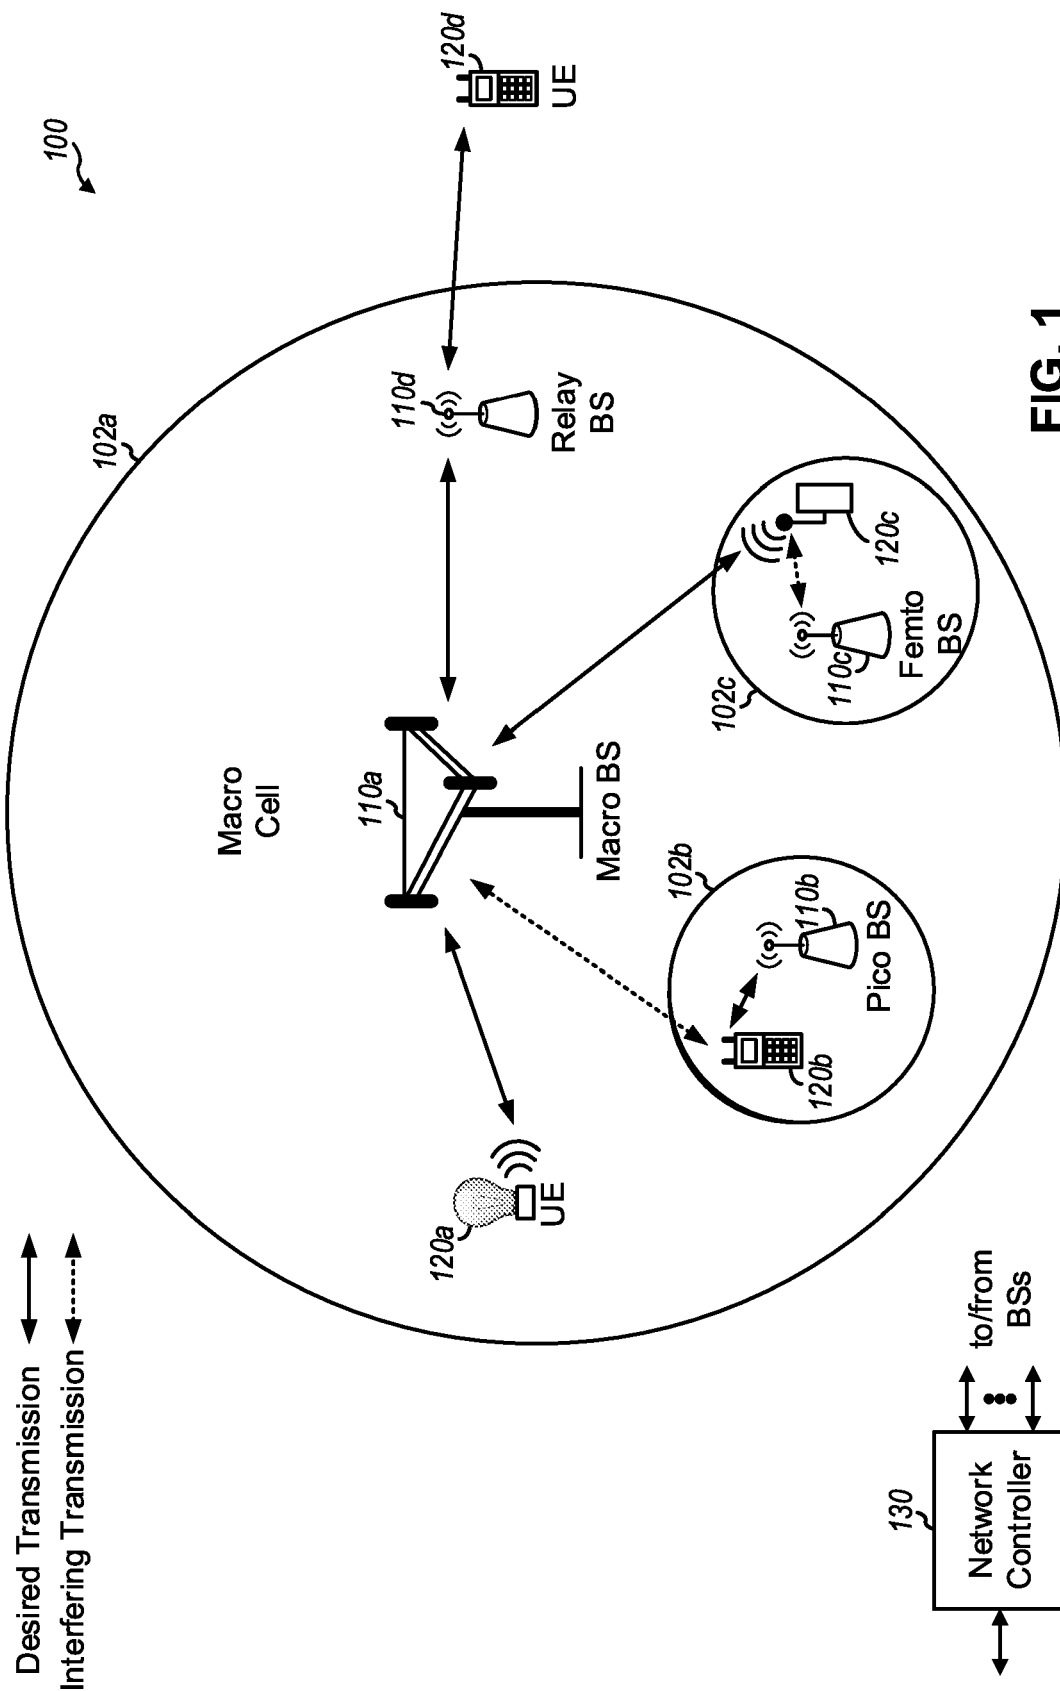 Desired Transmission
Interfering Transmission
100
102a
Macro
Cell
110a
Macro BS
120a
UE
110d
Relay
BS
120d
UE
102b
110b
Pico BS
120b
102c
110c
Femto
BS
120c
130
Network
Controller
to/from
BSs
FIG. 1